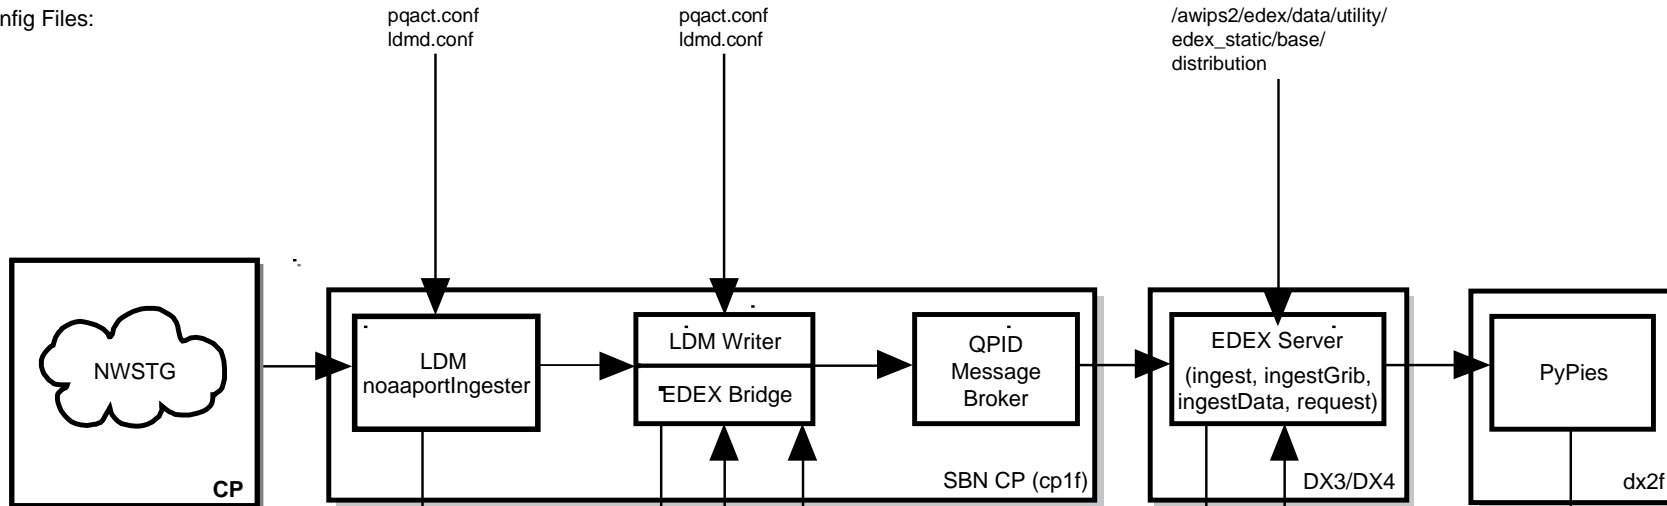 nfig Files:
pqact.conf
ldmd.conf
pqact.conf
ldmd.conf
/awips2/edex/data/utility/
edex_static/base/
distribution
NWSTG
CP
LDM
noaaportIngester
LDM Writer
EDEX Bridge
QPID
Message
Broker
SBN CP (cp1f)
EDEX Server
(ingest, ingestGrib,
ingestData, request)
DX3/DX4
PyPies
dx2f